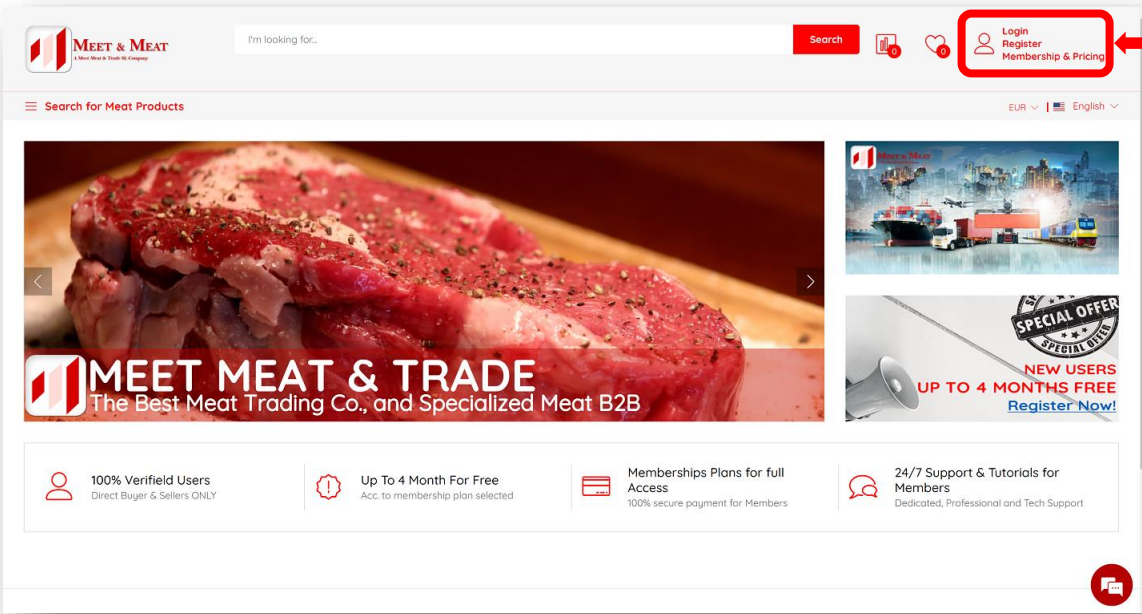 MEET & MEAT
A Meet Meat & Trade SL Company
I'm looking for...
Search
0
0
Login
Register
Membership & Pricing
Search for Meat Products
EUR
English
MEET & MEAT
MEET MEAT & TRADE
The Best Meat Trading Co., and Specialized Meat B2B
SPECIAL OFFER
SPECIAL
NEW USERS
UP TO 4 MONTHS FREE
Register Now!
100% Verifield Users
Direct Buyer & Sellers ONLY
Up To 4 Month For Free
Acc. to membership plan selected
Memberships Plans for full
Access
100% secure payment for Members
24/7 Support & Tutorials for
Members
Dedicated, Professional and Tech Support